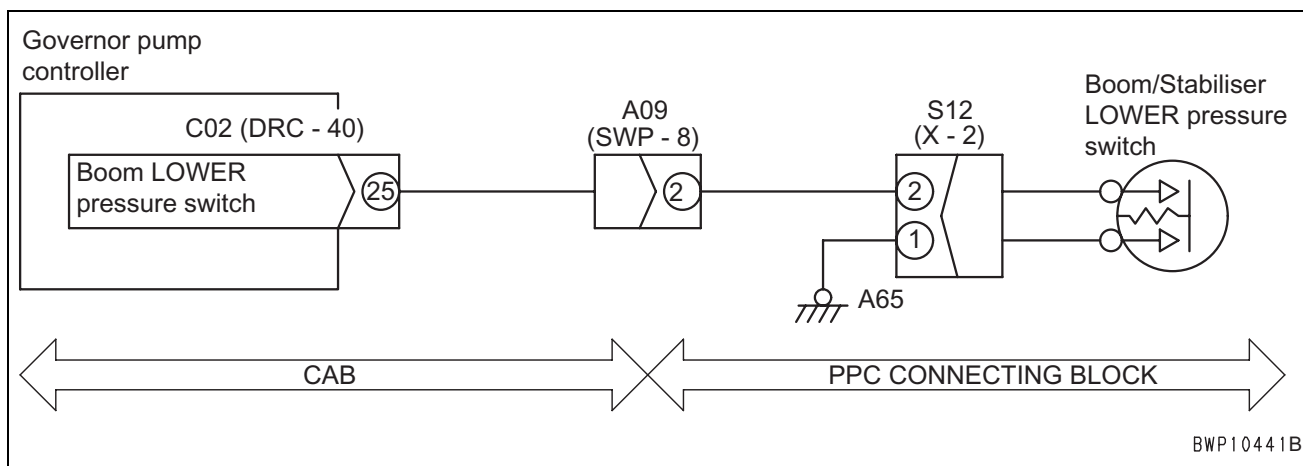 Governor pump
controller
C02 (DRC - 40)
Boom LOWER
pressure switch
25
A09
(SWP - 8)
2
S12
(X - 2)
2
1
A65
Boom/Stabiliser
LOWER pressure
switch
CAB
PPC CONNECTING BLOCK
BWP10441B